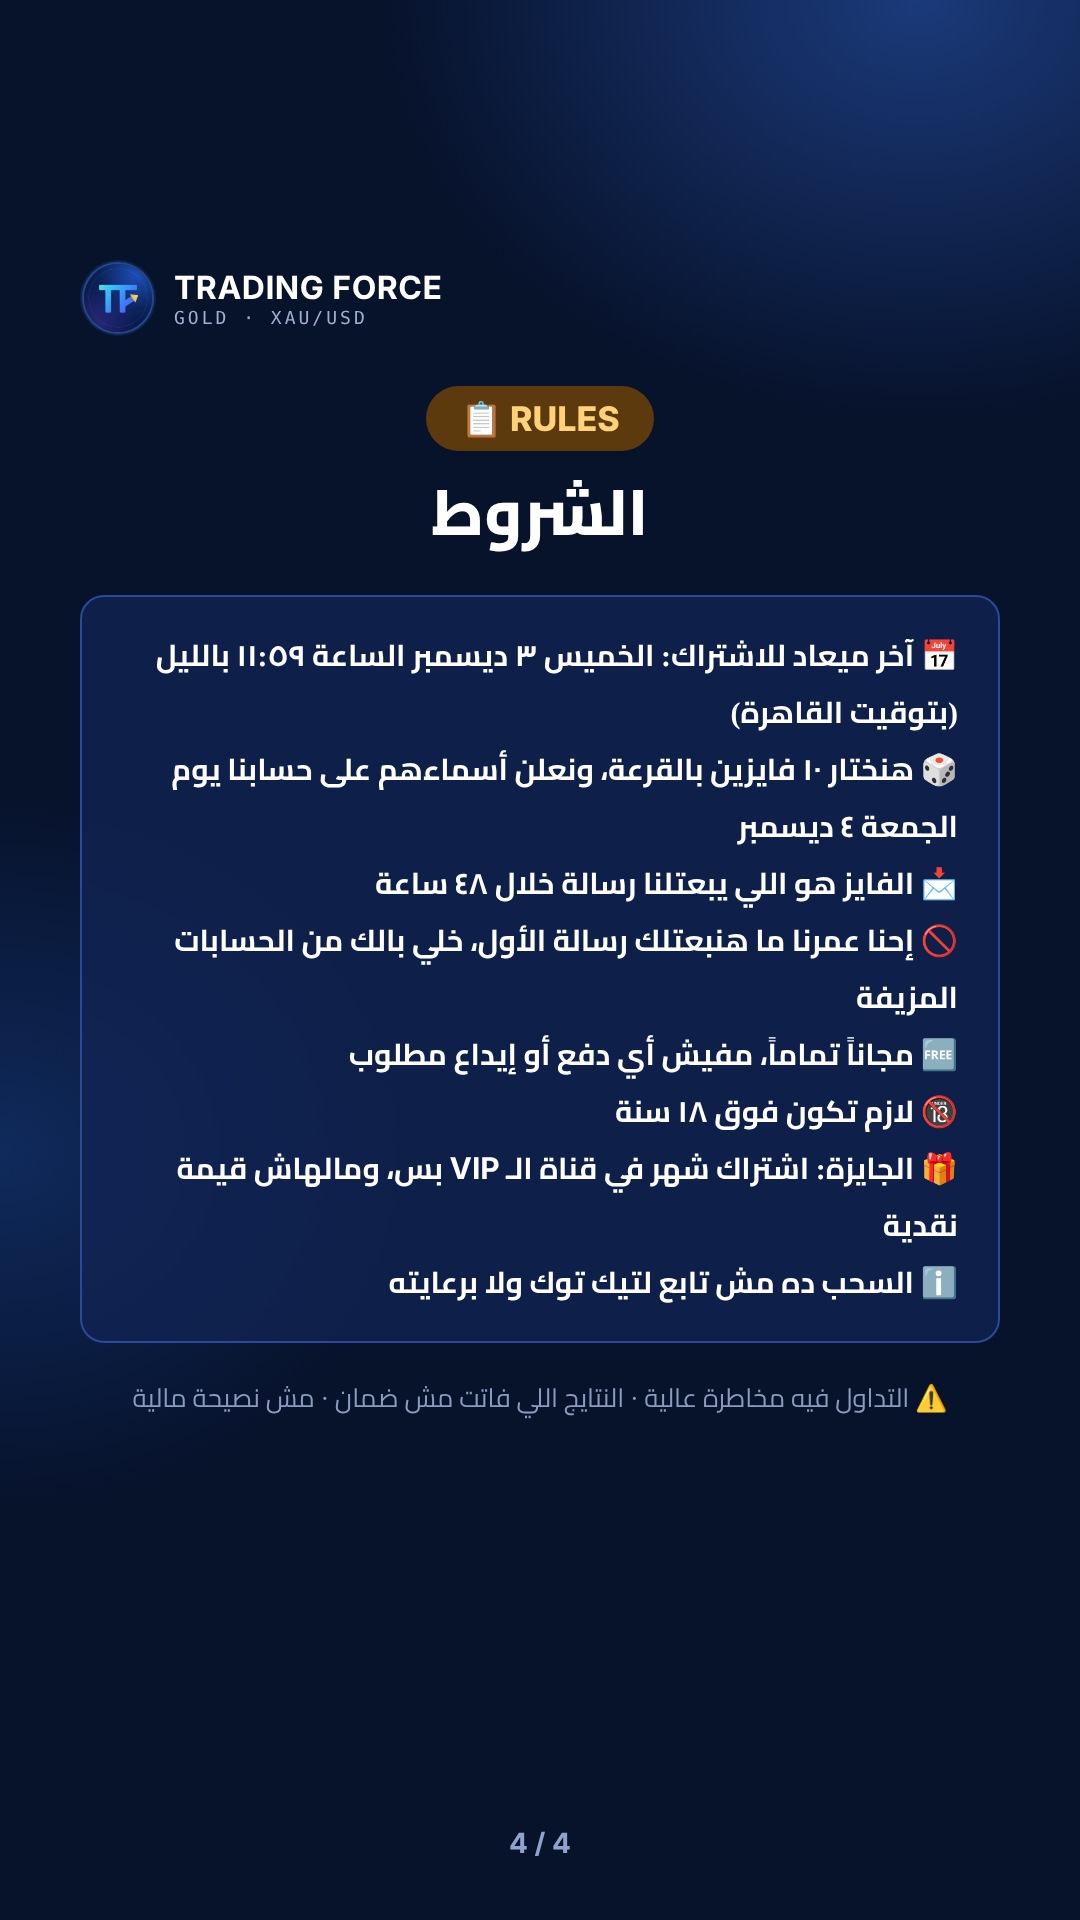 TRADING FORCE
GOLD · XAU/USD
📋 RULES
الشروط
📅 آخر ميعاد للاشتراك: الخميس ٣ ديسمبر الساعة ١١:٥٩ بالليل
(بتوقيت القاهرة)
🎲 هنختار ١٠ فايزين بالقرعة، ونعلن أسماءهم على حسابنا يوم
الجمعة ٤ ديسمبر
📩 الفايز هو اللي يبعتلنا رسالة خلال ٤٨ ساعة
🚫 إحنا عمرنا ما هنبعتلك رسالة الأول، خلي بالك من الحسابات
المزيفة
🆓 مجاناً تماماً، مفيش أي دفع أو إيداع مطلوب
🔞 لازم تكون فوق ١٨ سنة
🎁 الجايزة: اشتراك شهر في قناة الـ VIP بس، ومالهاش قيمة
نقدية
ℹ️ السحب ده مش تابع لتيك توك ولا برعايته
⚠️ التداول فيه مخاطرة عالية · النتايج اللي فاتت مش ضمان · مش نصيحة مالية
4 / 4